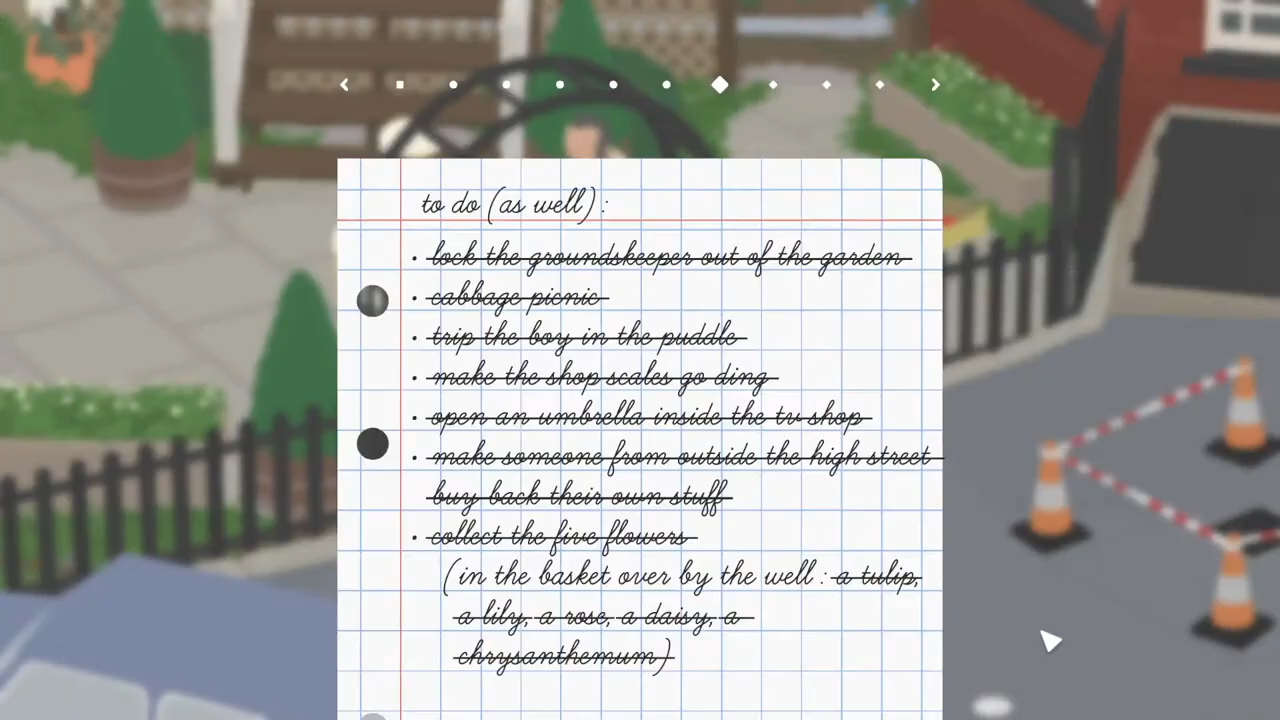 to do (as well):
• lock the groundskeeper out of the garden
• cabbage picnic
• trip the boy in the puddle
• make the shop scales go ding
• open an umbrella inside the tv shop
• make someone from outside the high street
buy back their own stuff
• collect the five flowers
(in the basket over by the well: a tulip,
a lily, a rose, a daisy, a
chrysanthemum)